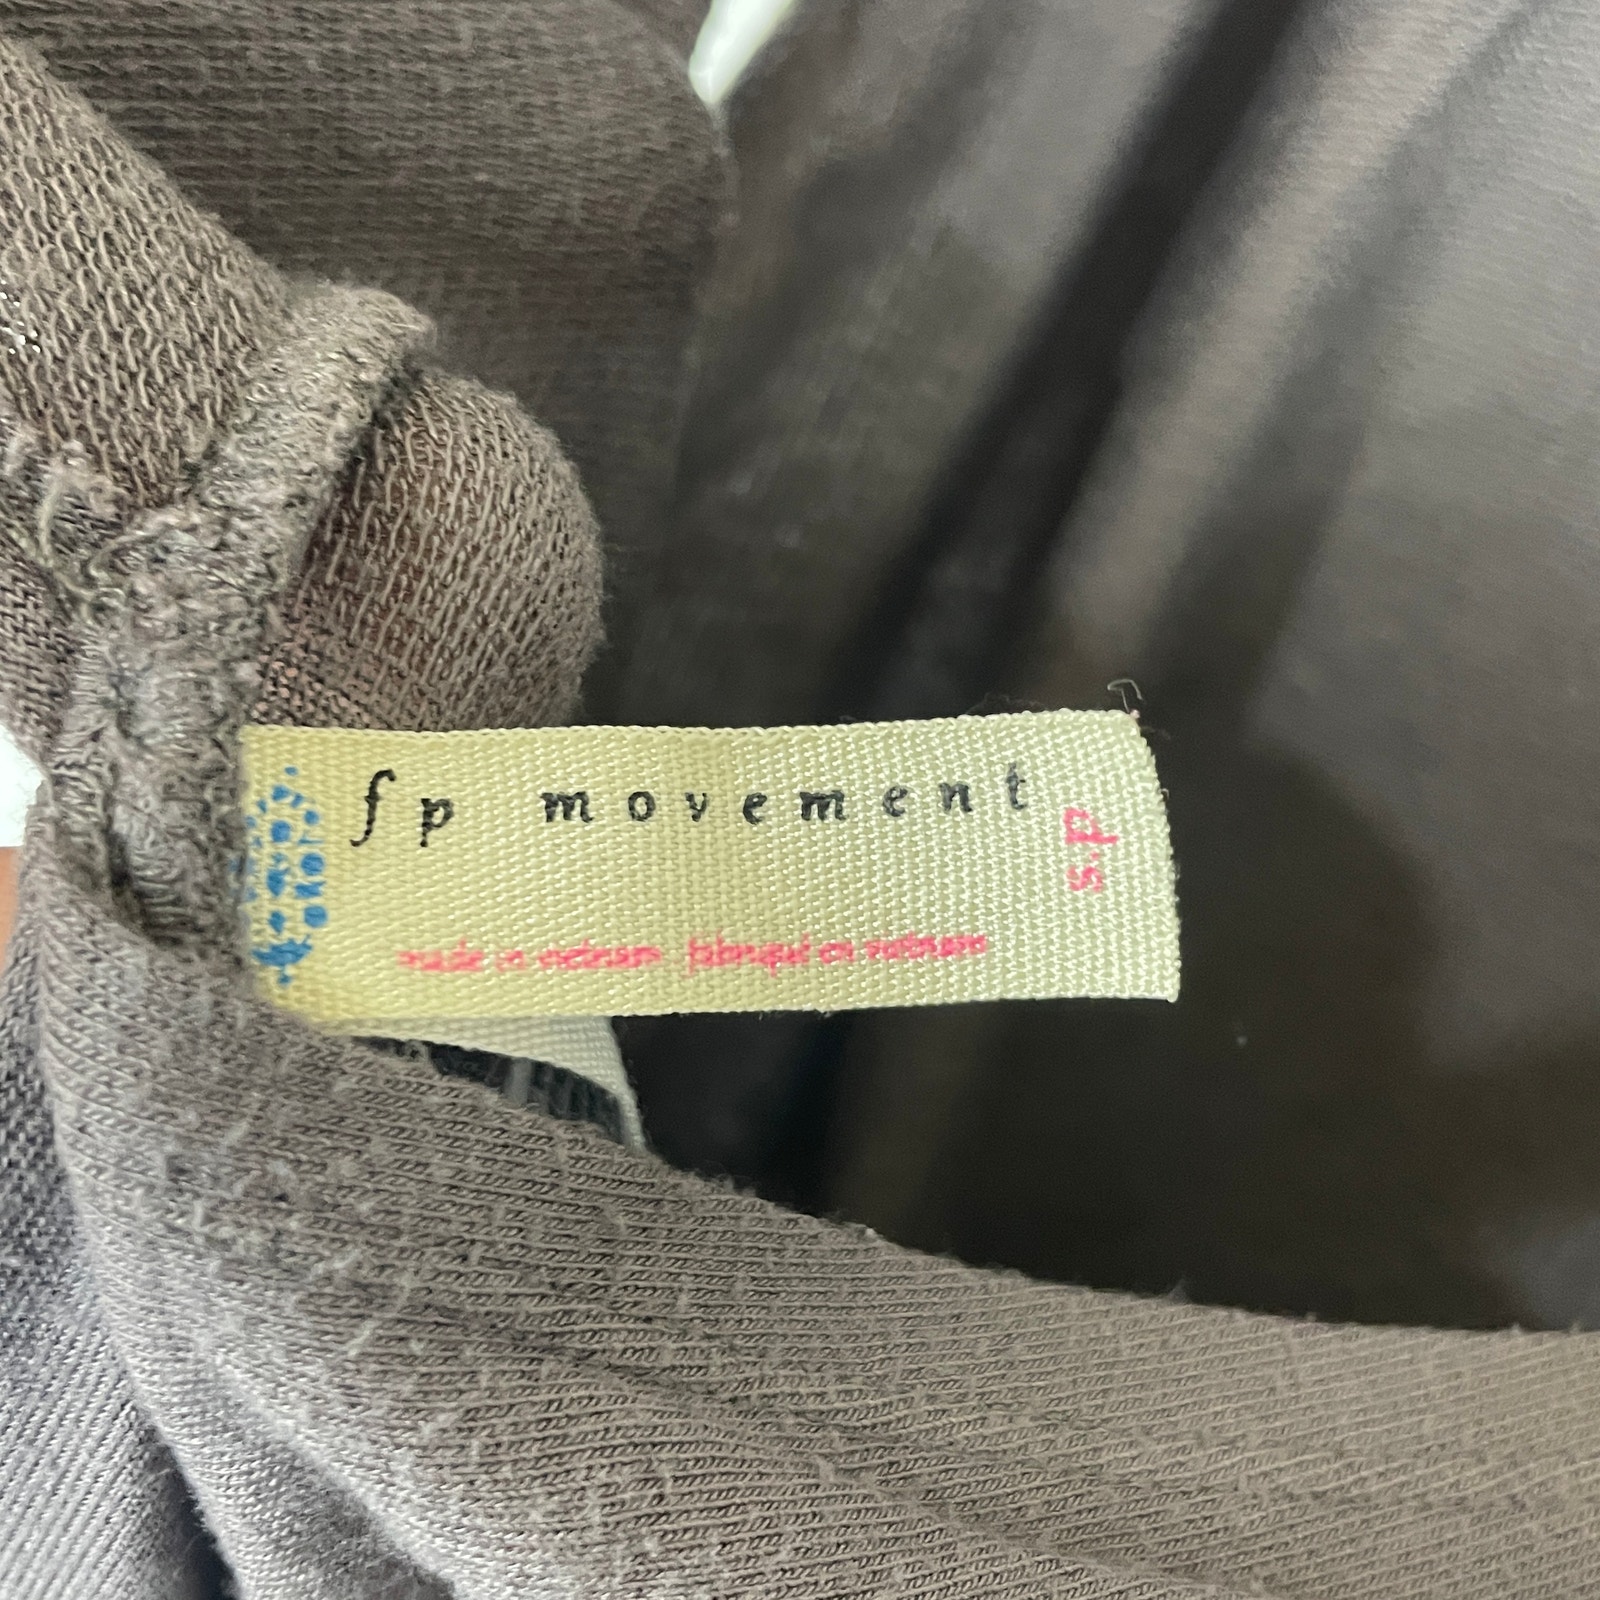 fp movement
s.p
made in vietnam fabriqué en vietnam